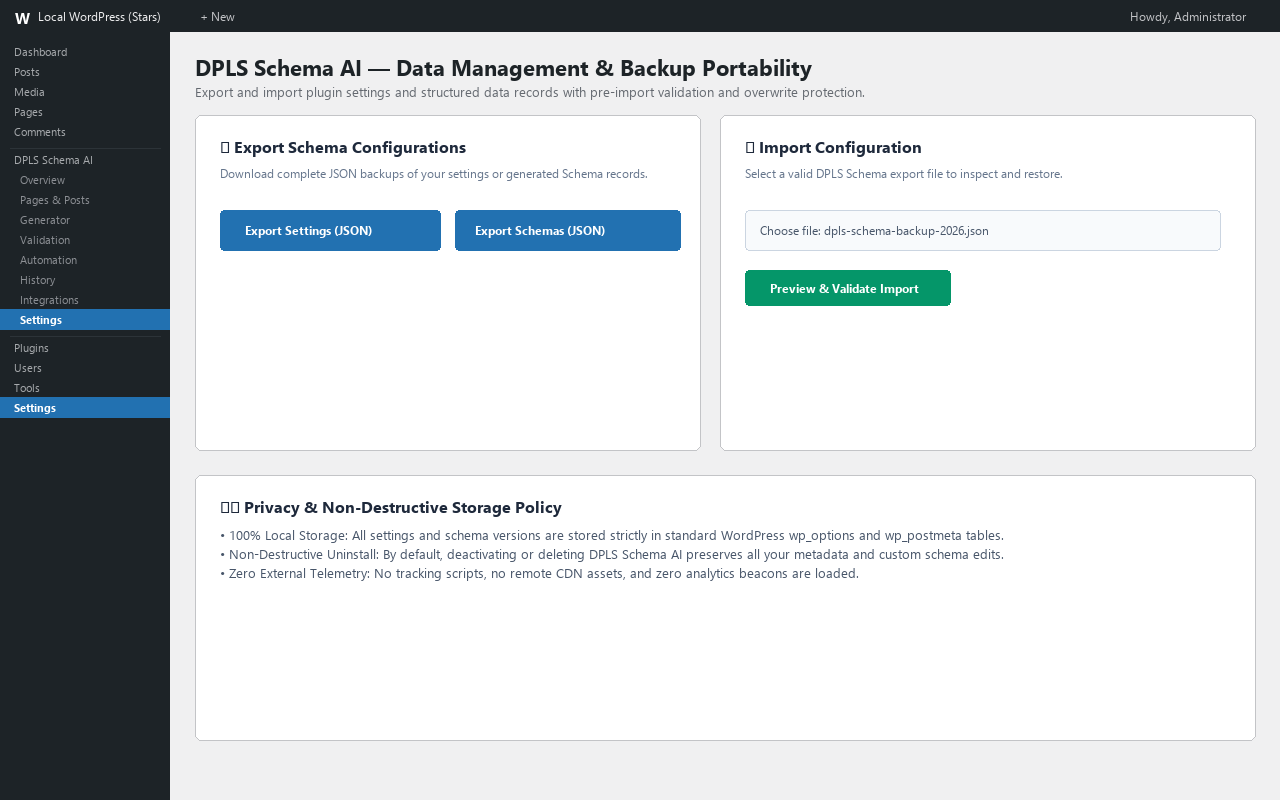 W Local WordPress (Stars) + New Howdy, Administrator
Dashboard
Posts
Media
Pages
Comments
DPLS Schema AI
Overview
Pages & Posts
Generator
Validation
Automation
History
Integrations
Settings
Plugins
Users
Tools
Settings
DPLS Schema AI — Data Management & Backup Portability
Export and import plugin settings and structured data records with pre-import validation and overwrite protection.
Export Schema Configurations
Download complete JSON backups of your settings or generated Schema records.
Export Settings (JSON) Export Schemas (JSON)
Import Configuration
Select a valid DPLS Schema export file to inspect and restore.
Choose file: dpls-schema-backup-2026.json
Preview & Validate Import
Privacy & Non-Destructive Storage Policy
• 100% Local Storage: All settings and schema versions are stored strictly in standard WordPress wp_options and wp_postmeta tables.
• Non-Destructive Uninstall: By default, deactivating or deleting DPLS Schema AI preserves all your metadata and custom schema edits.
• Zero External Telemetry: No tracking scripts, no remote CDN assets, and zero analytics beacons are loaded.